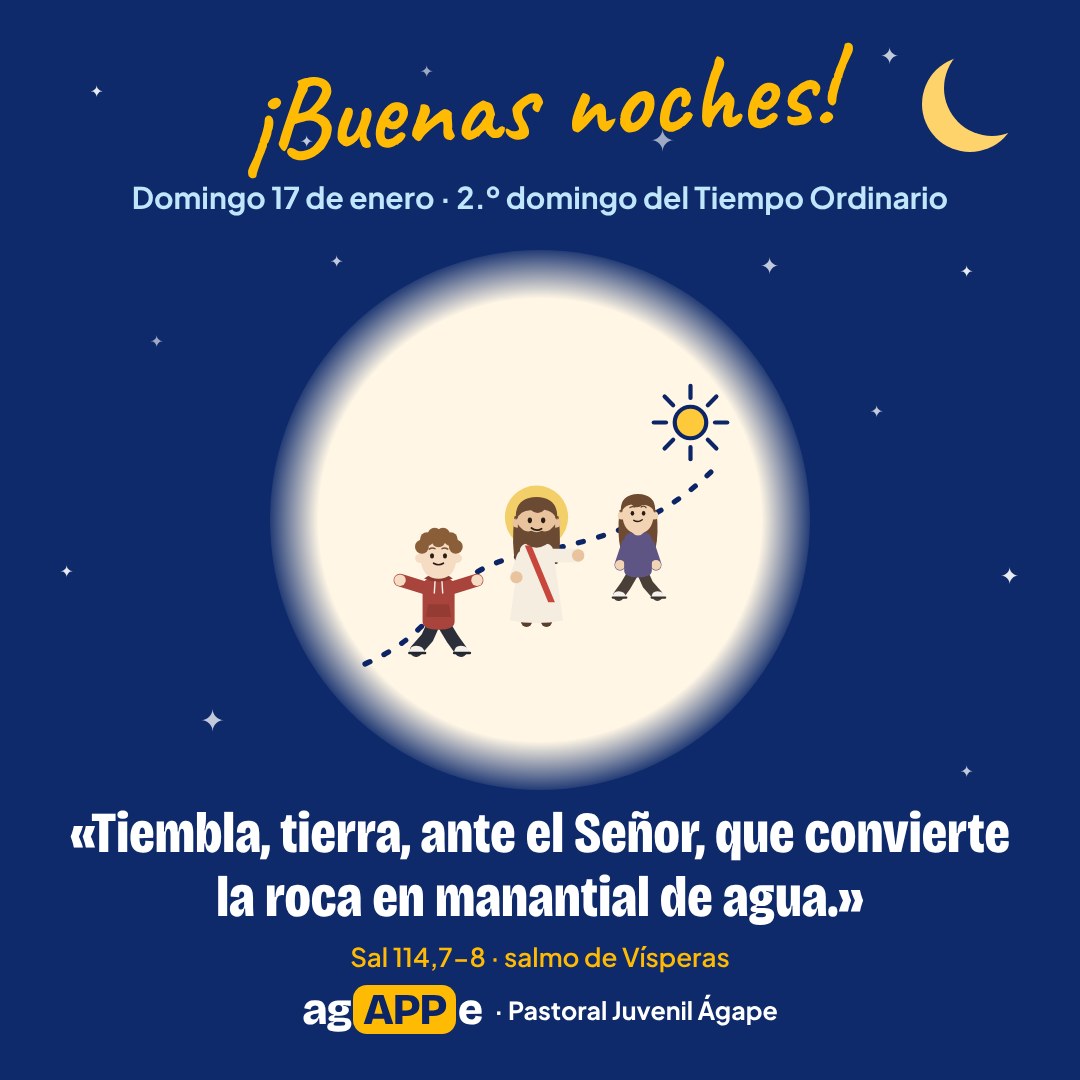 ¡Buenas noches!
Domingo 17 de enero · 2.º domingo del Tiempo Ordinario
«Tiembla, tierra, ante el Señor, que convierte
la roca en manantial de agua.»
Sal 114,7–8 · salmo de Vísperas
agAPPe · Pastoral Juvenil Ágape